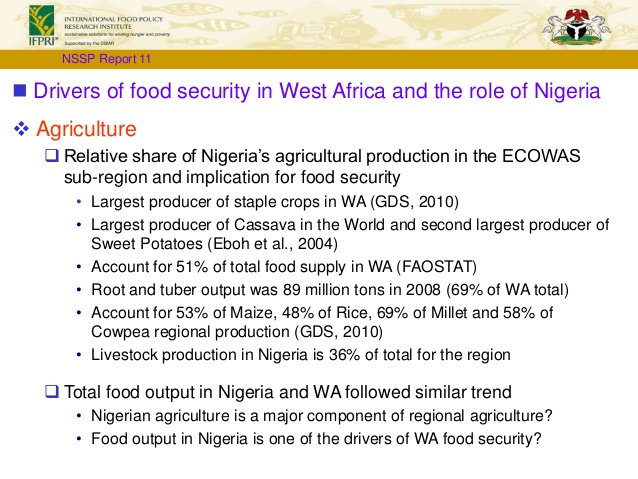 INTERNATIONAL FOOD POLICY
RESEARCH INSTITUTE
sustainable solutions for ending hunger and poverty
Supported by the CGIAR
IFPRI®
NSSP Report 11
Drivers of food security in West Africa and the role of Nigeria
Agriculture
Relative share of Nigeria's agricultural production in the ECOWAS
sub-region and implication for food security
• Largest producer of staple crops in WA (GDS, 2010)
• Largest producer of Cassava in the World and second largest producer of
Sweet Potatoes (Eboh et al., 2004)
• Account for 51% of total food supply in WA (FAOSTAT)
• Root and tuber output was 89 million tons in 2008 (69% of WA total)
• Account for 53% of Maize, 48% of Rice, 69% of Millet and 58% of
Cowpea regional production (GDS, 2010)
• Livestock production in Nigeria is 36% of total for the region
Total food output in Nigeria and WA followed similar trend
• Nigerian agriculture is a major component of regional agriculture?
• Food output in Nigeria is one of the drivers of WA food security?